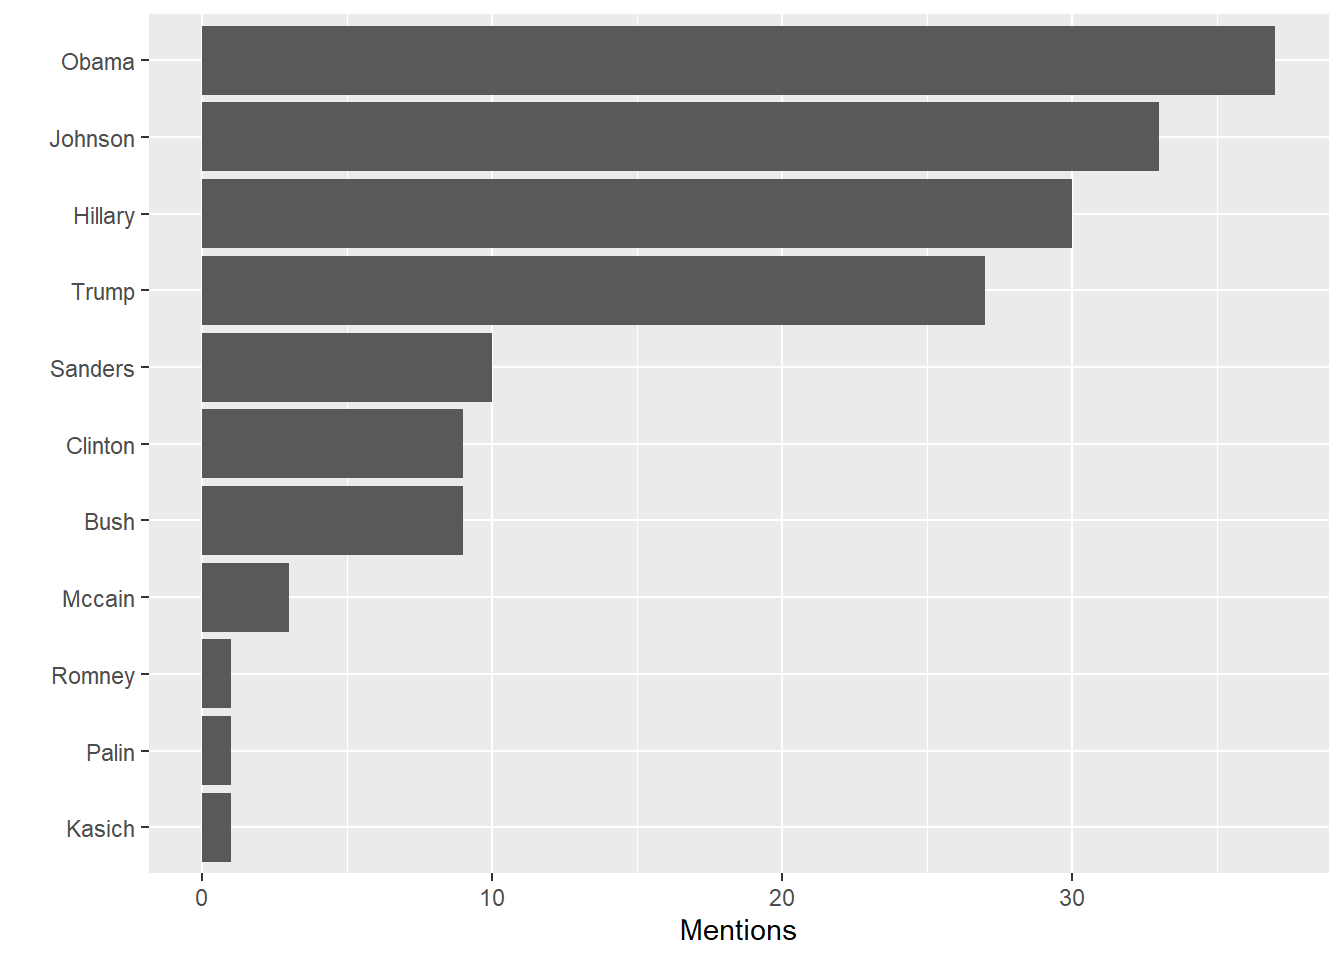 Obama
Johnson
Hillary
Trump
Sanders
Clinton
Bush
Mccain
Romney
Palin
Kasich
0 10 20 30
Mentions